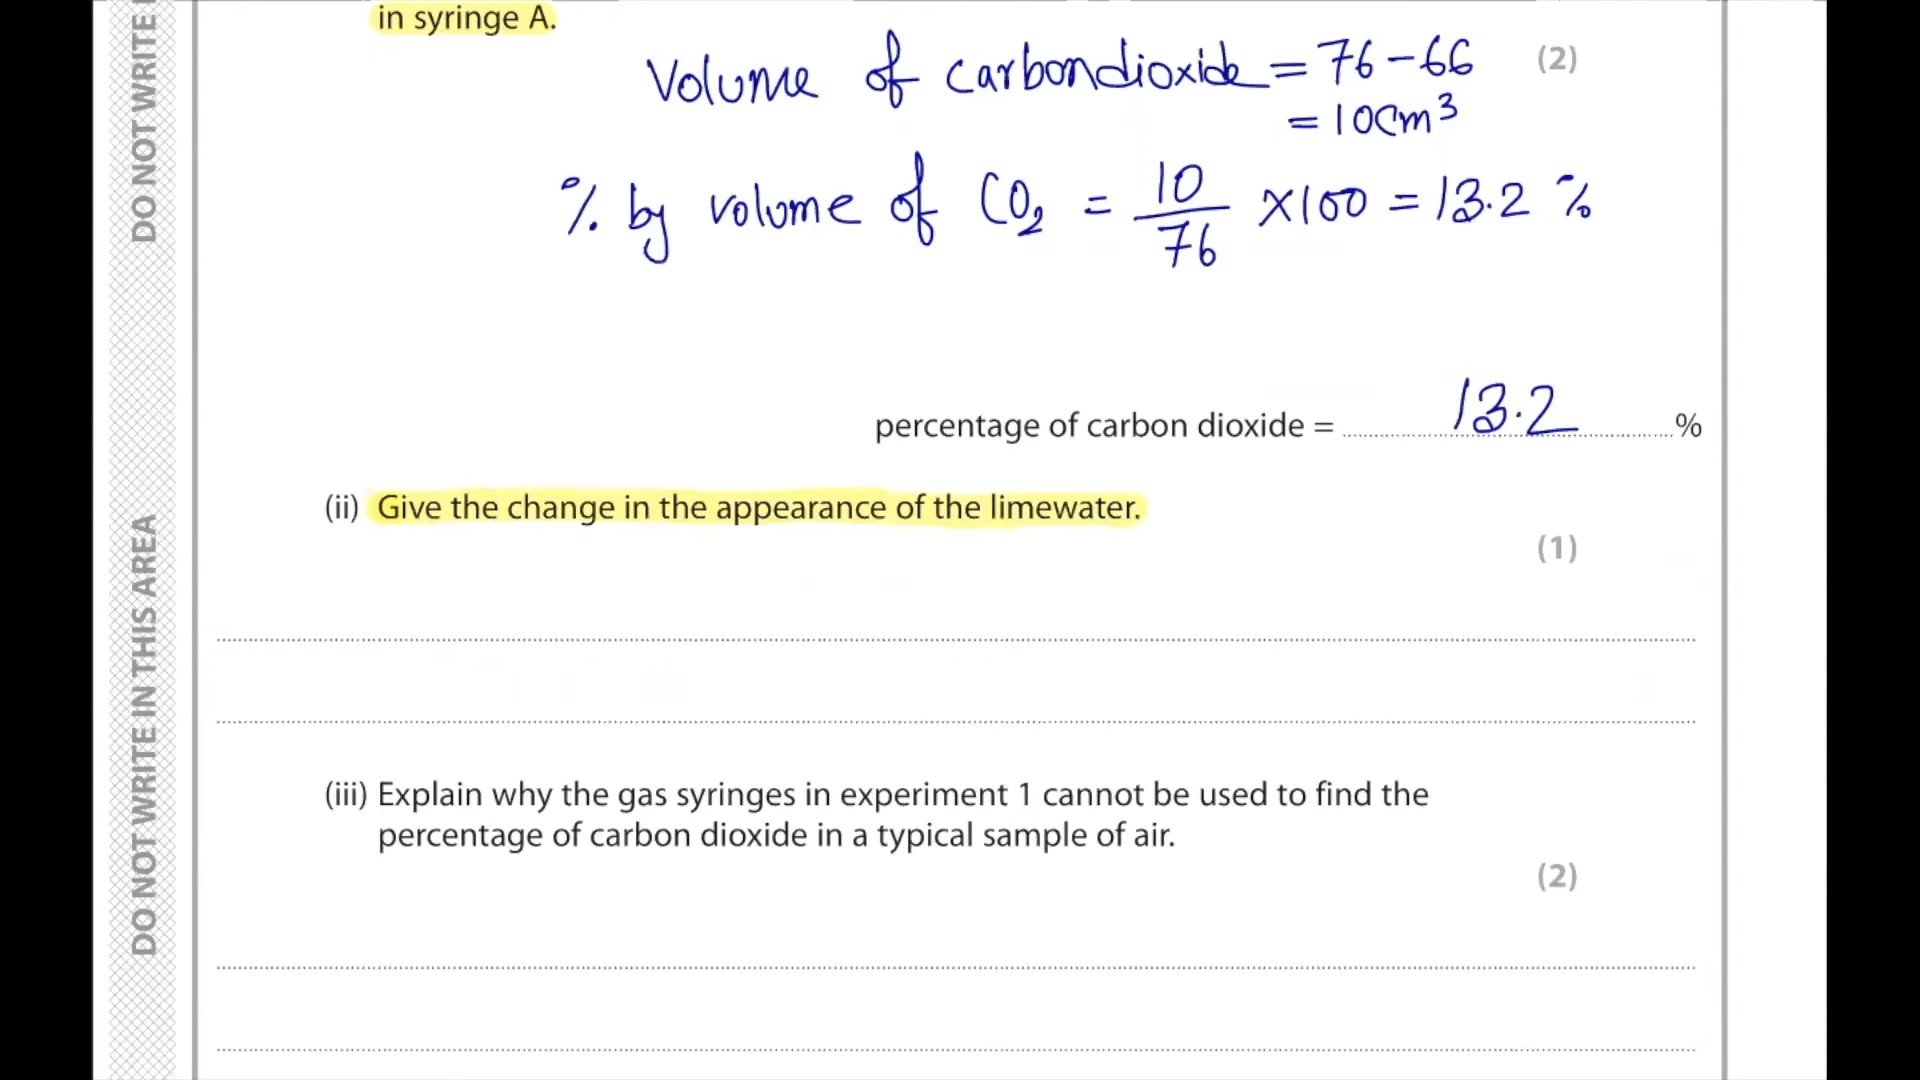 in syringe A.
Volume of carbondioxide = 76 - 66
(2)
= 10cm³
% by volume of CO₂ = 10/76 × 100 = 13.2 %
percentage of carbon dioxide = 13.2 %
(ii) Give the change in the appearance of the limewater.
(1)
(iii) Explain why the gas syringes in experiment 1 cannot be used to find the
percentage of carbon dioxide in a typical sample of air.
(2)
DO NOT WRITE
DO NOT WRITE IN THIS AREA